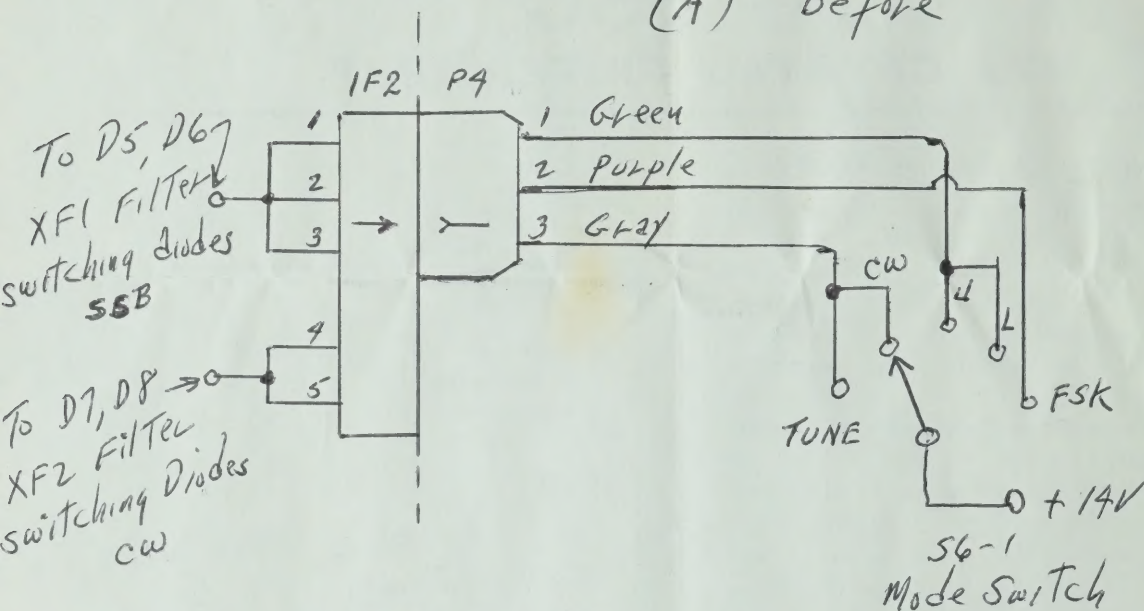 (A) Before
IF2 P4
1 1 Green
2 2 Purple
3 3 Gray
4
5
To D5, D6
XF1 Filter
switching diodes
SSB
To D7, D8
XF2 Filter
switching Diodes
CW
CW
U
L
TUNE
FSK
+ 14V
S6-1
Mode Switch